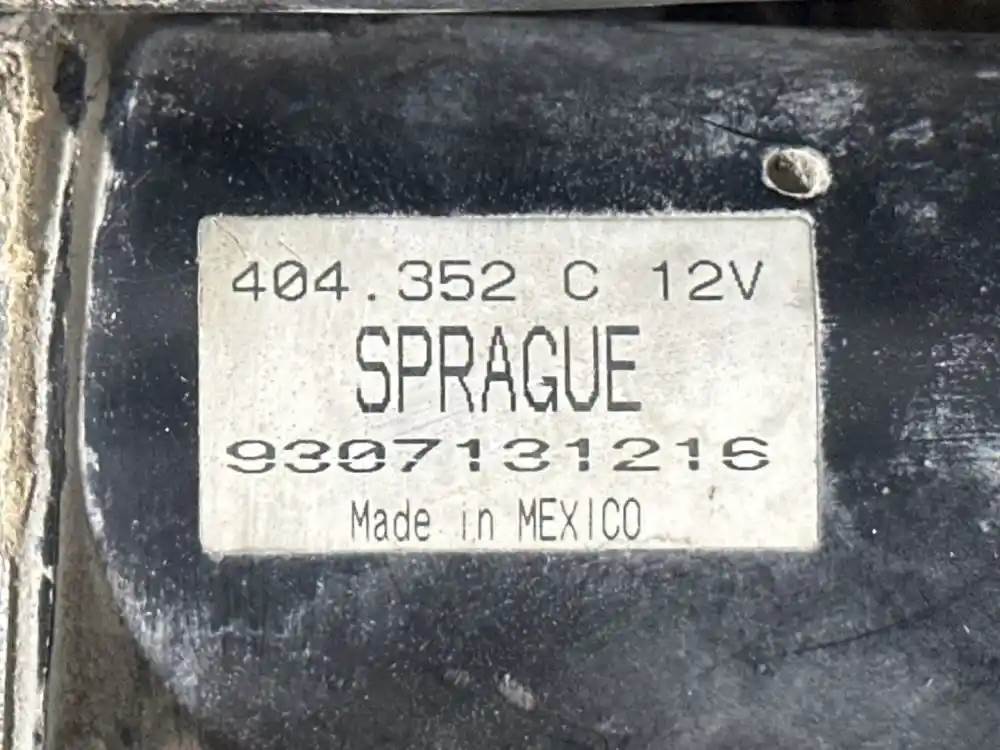 404.352 C 12V
SPRAGUE
9307131216
Made in MEXICO